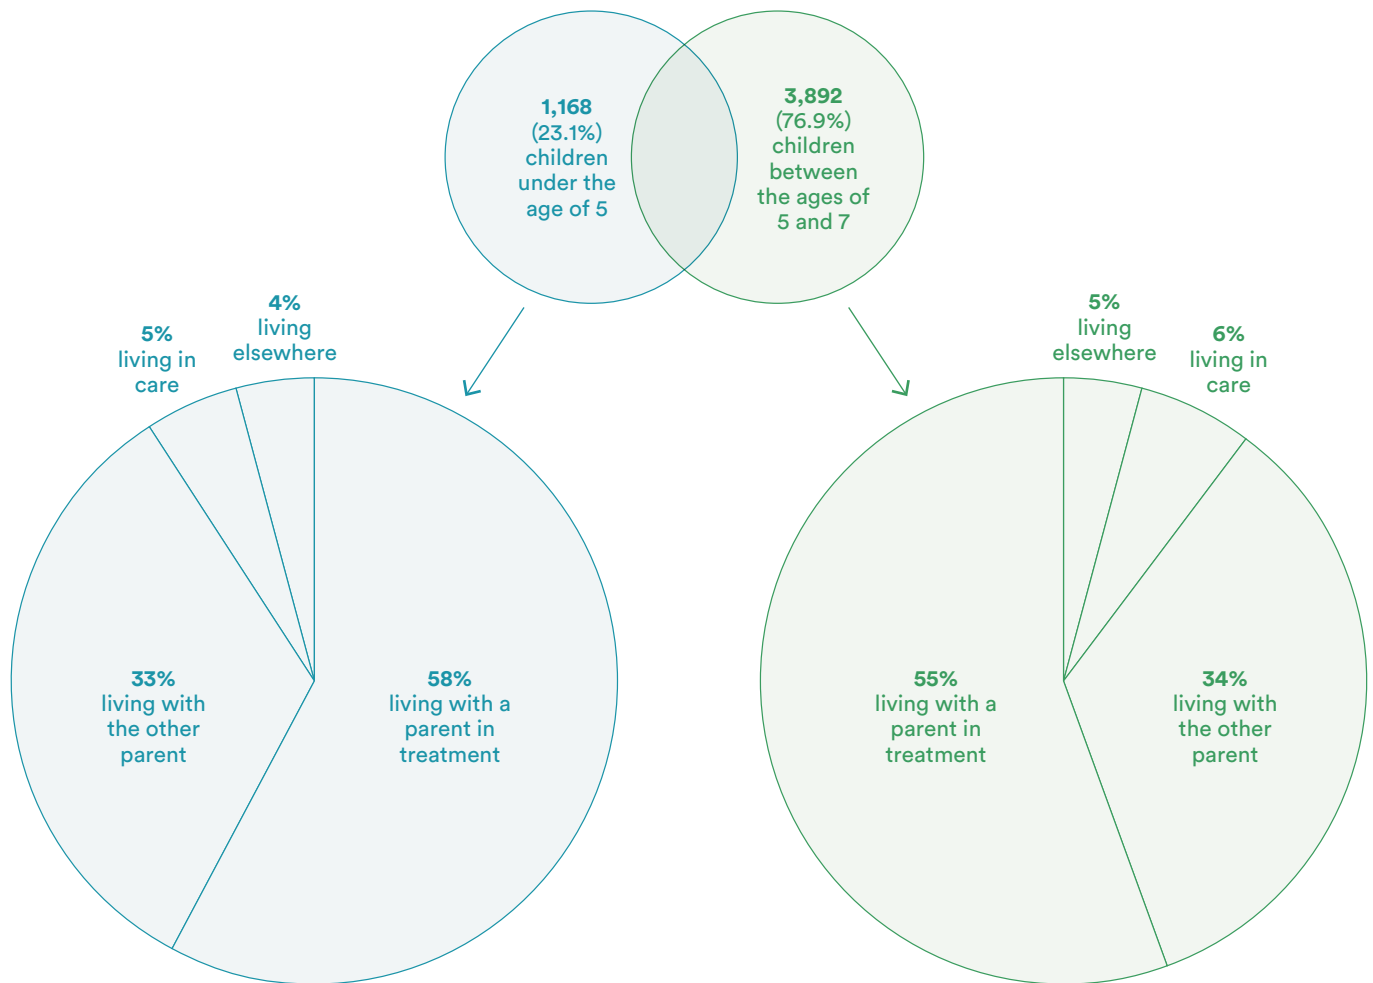 1,168
(23.1%)
children
under the
age of 5
3,892
(76.9%)
children
between
the ages of
5 and 7
5%
living in
care
4%
living
elsewhere
33%
living with
the other
parent
58%
living with a
parent in
treatment
5%
living
elsewhere
6%
living in
care
55%
living with a
parent in
treatment
34%
living with
the other
parent